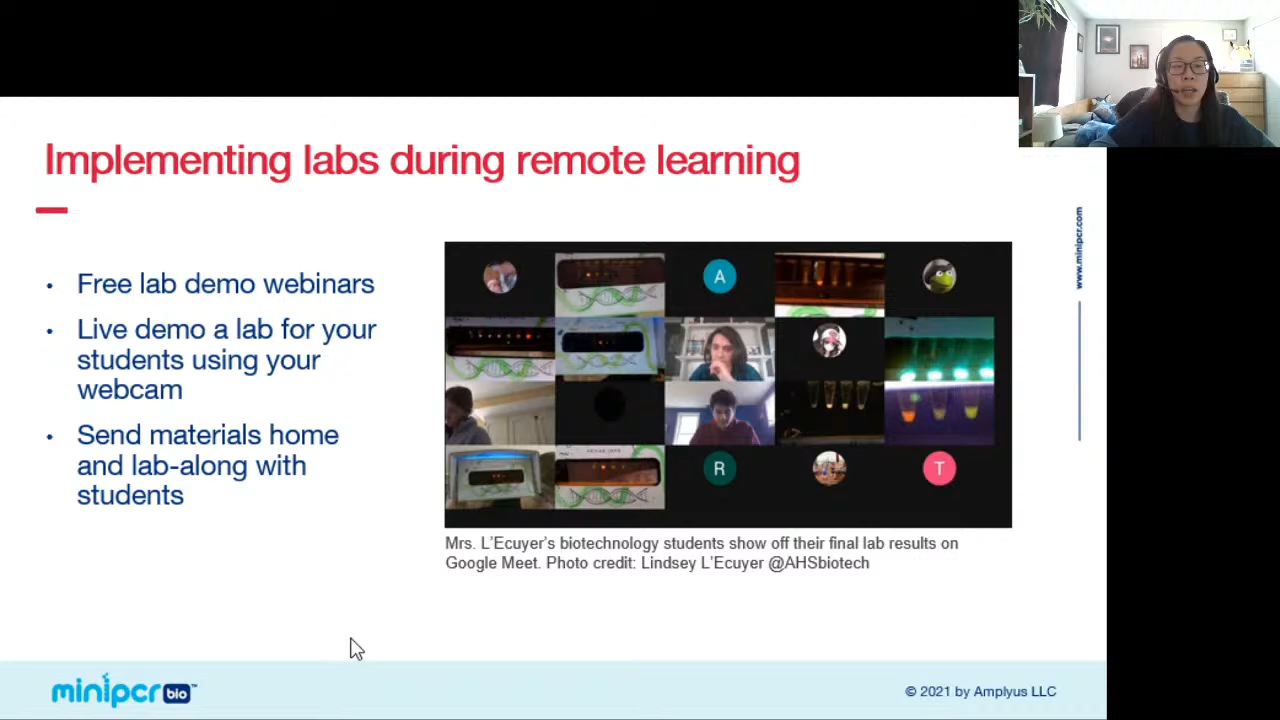 Implementing labs during remote learning
www.minipcr.com
• Free lab demo webinars
• Live demo a lab for your
students using your
webcam
• Send materials home
and lab-along with
students
A
R
T
Mrs. L'Ecuyer's biotechnology students show off their final lab results on
Google Meet. Photo credit: Lindsey L'Ecuyer @AHSbiotech
minipcr bio™
© 2021 by Amplyus LLC